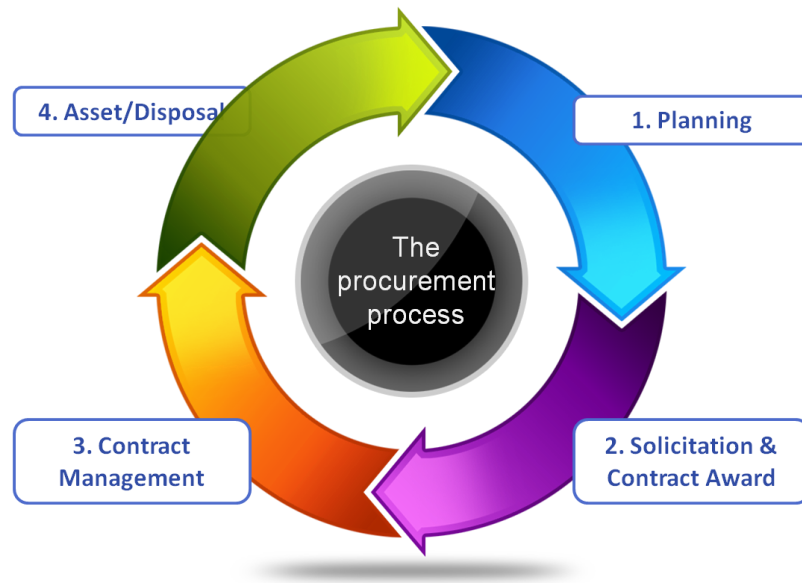 4. Asset/Disposal
1. Planning
The
procurement
process
3. Contract
Management
2. Solicitation &
Contract Award